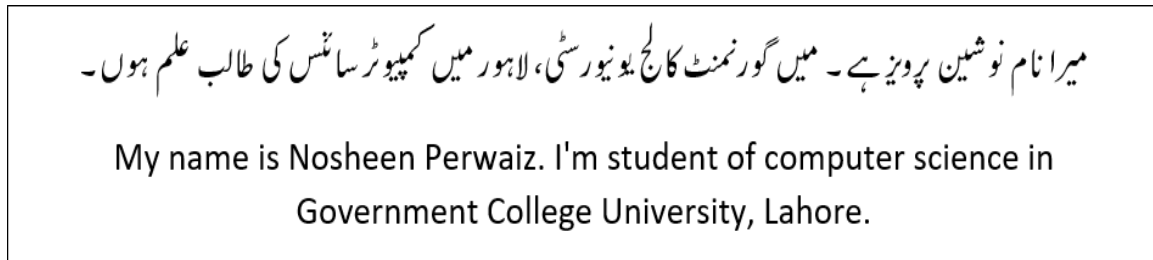 میرا نام نوشین پرویز ہے۔ میں گورنمنٹ کالج یونیورسٹی، لاہور میں کمپیوٹر سائنس کی طالب علم ہوں۔
My name is Nosheen Perwaiz. I'm student of computer science in
Government College University, Lahore.